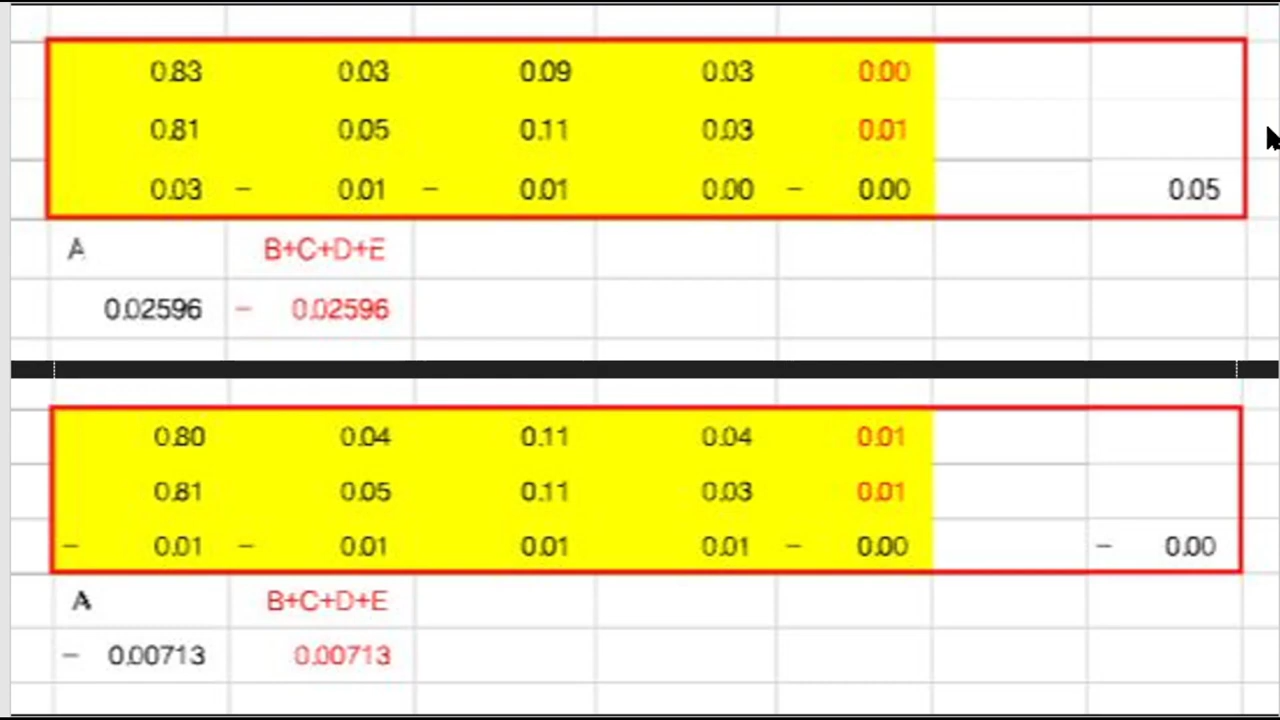 0.83 0.03 0.09 0.03 0.00
0.81 0.05 0.11 0.03 0.01
0.03 – 0.01 – 0.01 0.00 – 0.00 0.05
A B+C+D+E
0.02596 – 0.02596
0.80 0.04 0.11 0.04 0.01
0.81 0.05 0.11 0.03 0.01
– 0.01 – 0.01 0.01 0.01 – 0.00 – 0.00
A B+C+D+E
– 0.00713 0.00713